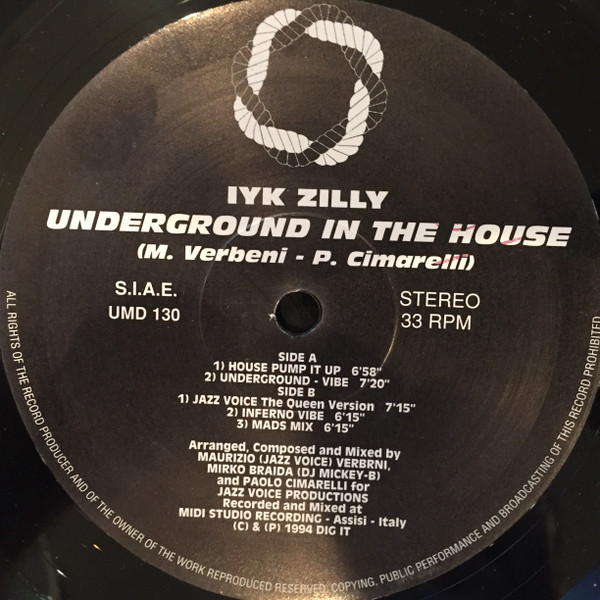 IYK ZILLY
UNDERGROUND IN THE HOUSE
(M. Verbeni - P. Cimarelli)
S.I.A.E.
UMD 130
STEREO
33 RPM
SIDE A
1) HOUSE PUMP IT UP 6'58"
2) UNDERGROUND - VIBE 7'20"
SIDE B
1) JAZZ VOICE The Queen Version 7'15"
2) INFERNO VIBE 6'15"
3) MADS MIX 6'15"
Arranged, Composed and Mixed by
MAURIZIO (JAZZ VOICE) VERBRNI,
MIRKO BRAIDA (DJ MICKEY-B)
and PAOLO CIMARELLI for
JAZZ VOICE PRODUCTIONS
Recorded and Mixed at
MIDI STUDIO RECORDING - Assisi - Italy
(C) & (P) 1994 DIG IT
ALL RIGHTS OF THE RECORD PRODUCER AND OF THE OWNER OF THE WORK REPRODUCED RESERVED. COPYING. PUBLIC PERFORMANCE AND BROADCASTING OF THIS RECORD PROHIBITED